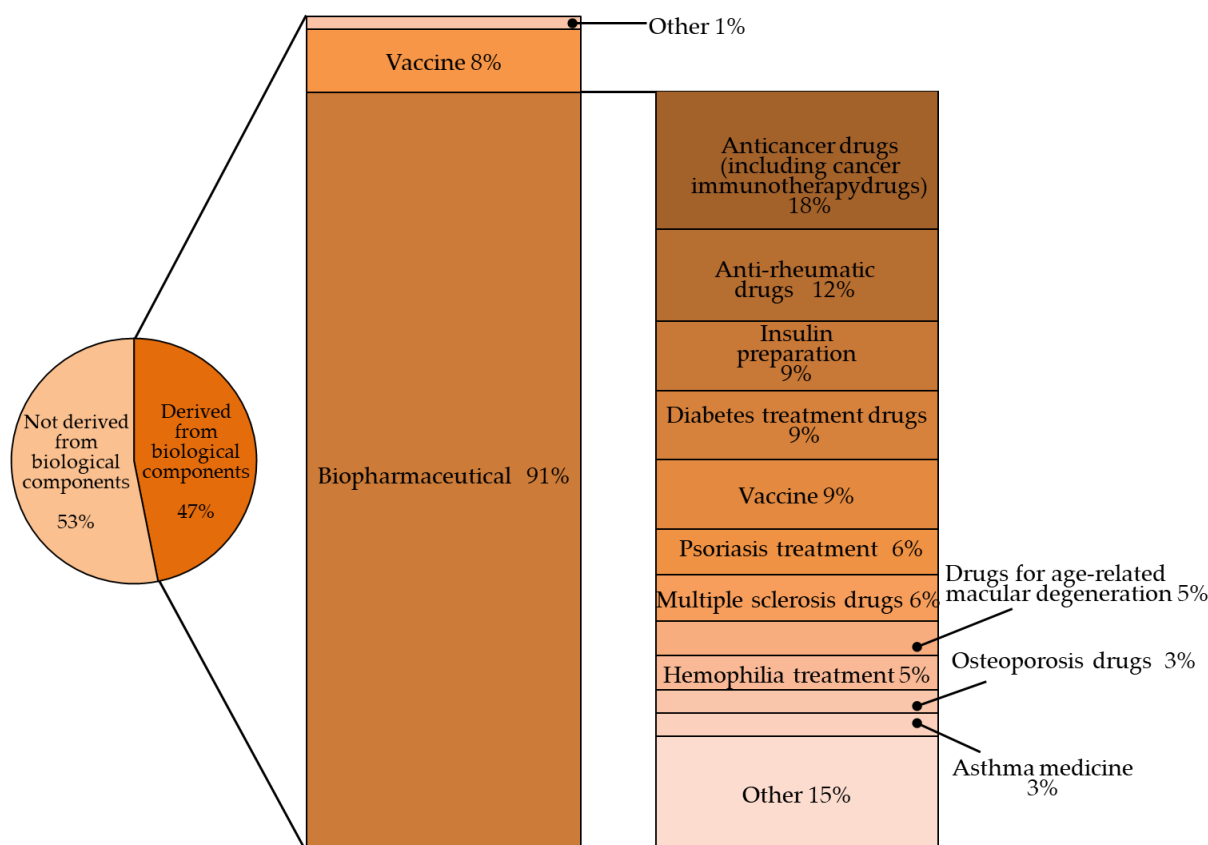 Other 1%
Vaccine 8%
Biopharmaceutical 91%
Not derived
from
biological
components
53%
Derived
from
biological
components
47%
Anticancer drugs
(including cancer
immunotherapydrugs)
18%
Anti-rheumatic
drugs 12%
Insulin
preparation
9%
Diabetes treatment drugs
9%
Vaccine 9%
Psoriasis treatment 6%
Multiple sclerosis drugs 6%
Drugs for age-related
macular degeneration 5%
Hemophilia treatment 5%
Osteoporosis drugs 3%
Asthma medicine
3%
Other 15%